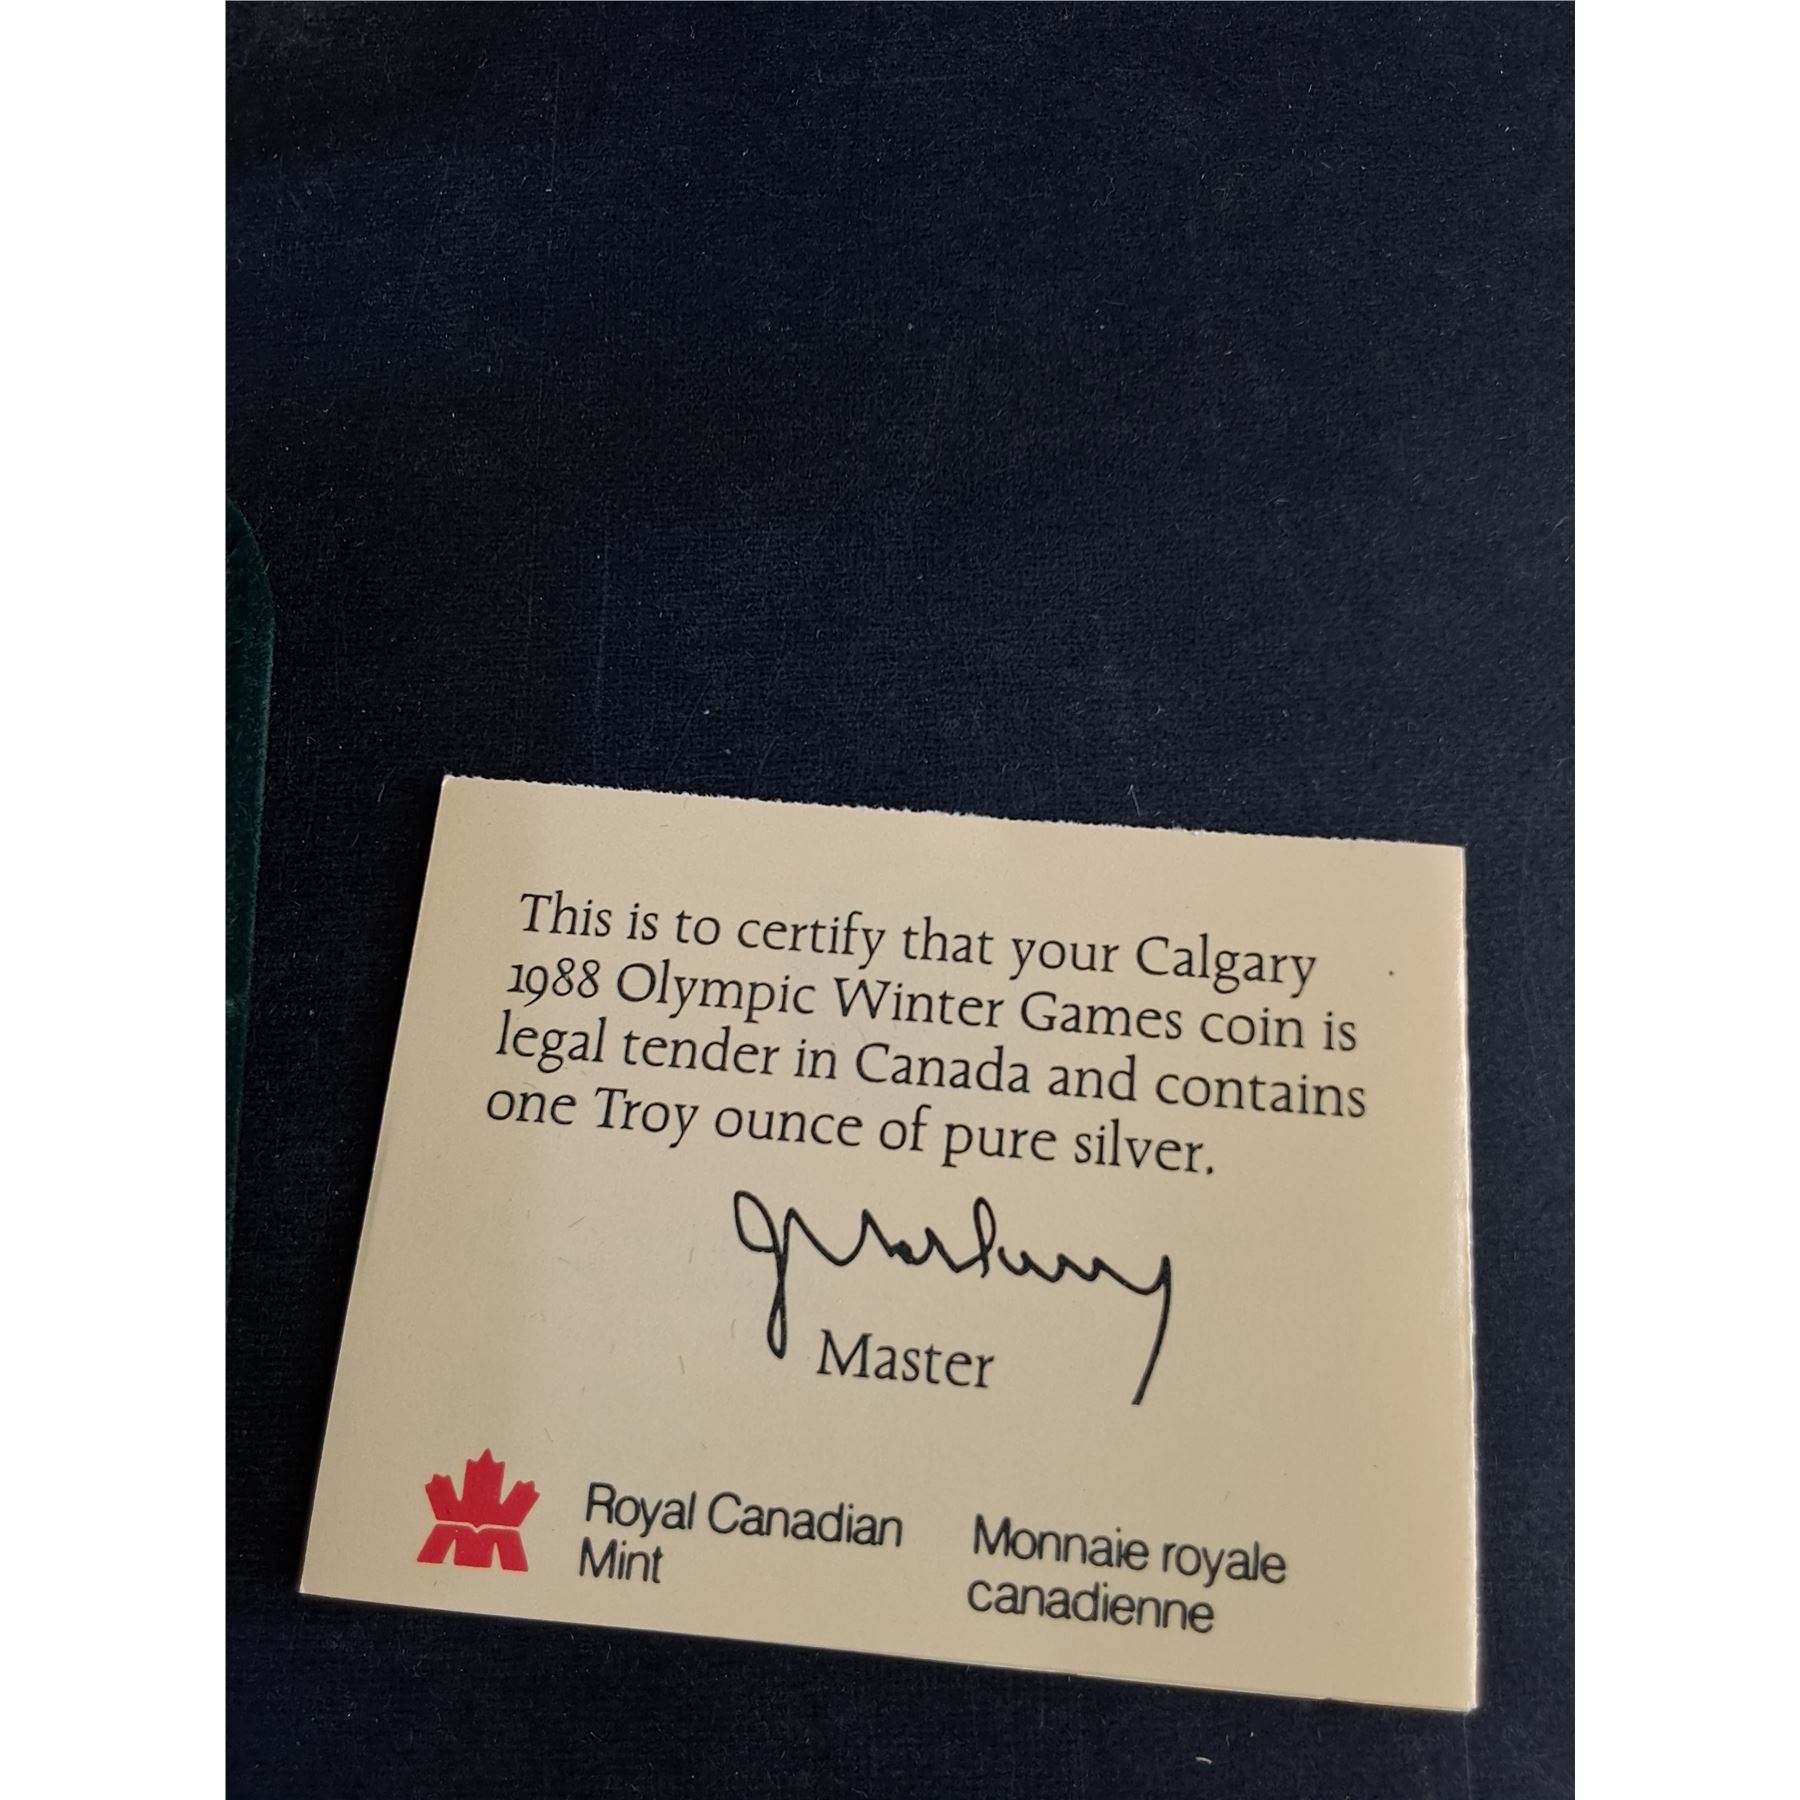 This is to certify that your Calgary
1988 Olympic Winter Games coin is
legal tender in Canada and contains
one Troy ounce of pure silver.
Master
Royal Canadian
Mint
Monnaie royale
canadienne